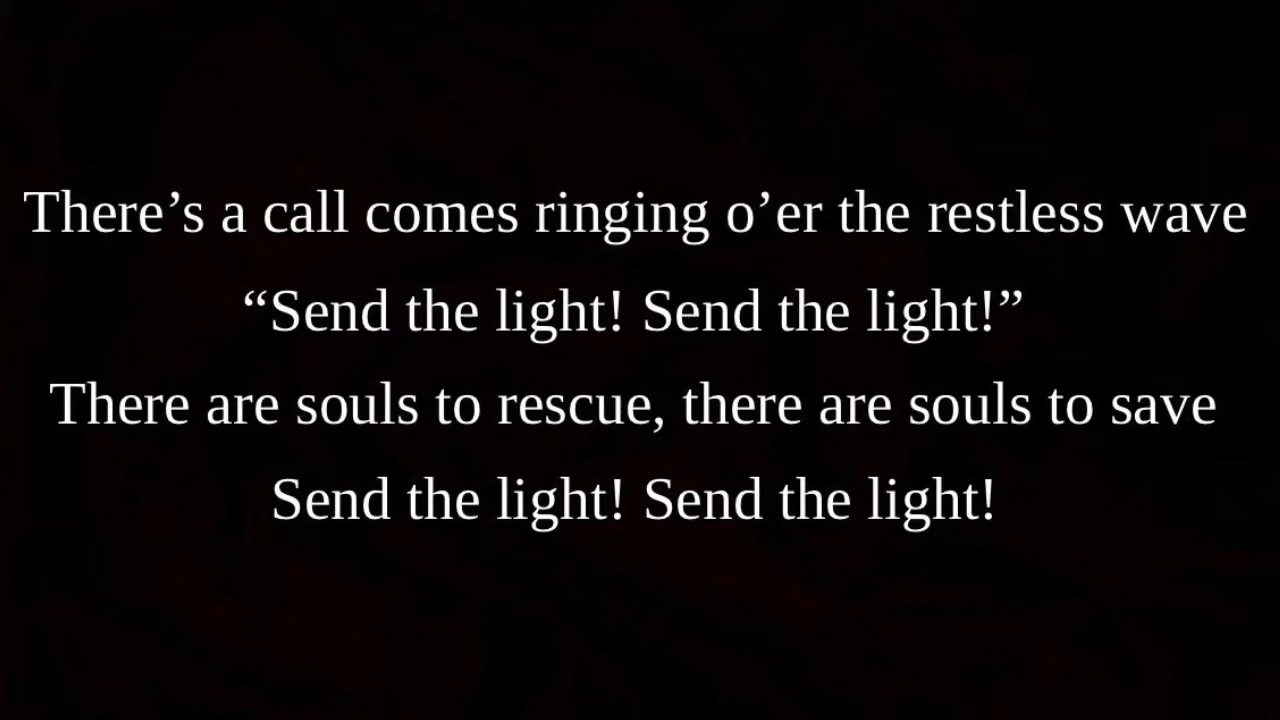 There’s a call comes ringing o’er the restless wave
“Send the light! Send the light!”
There are souls to rescue, there are souls to save
Send the light! Send the light!